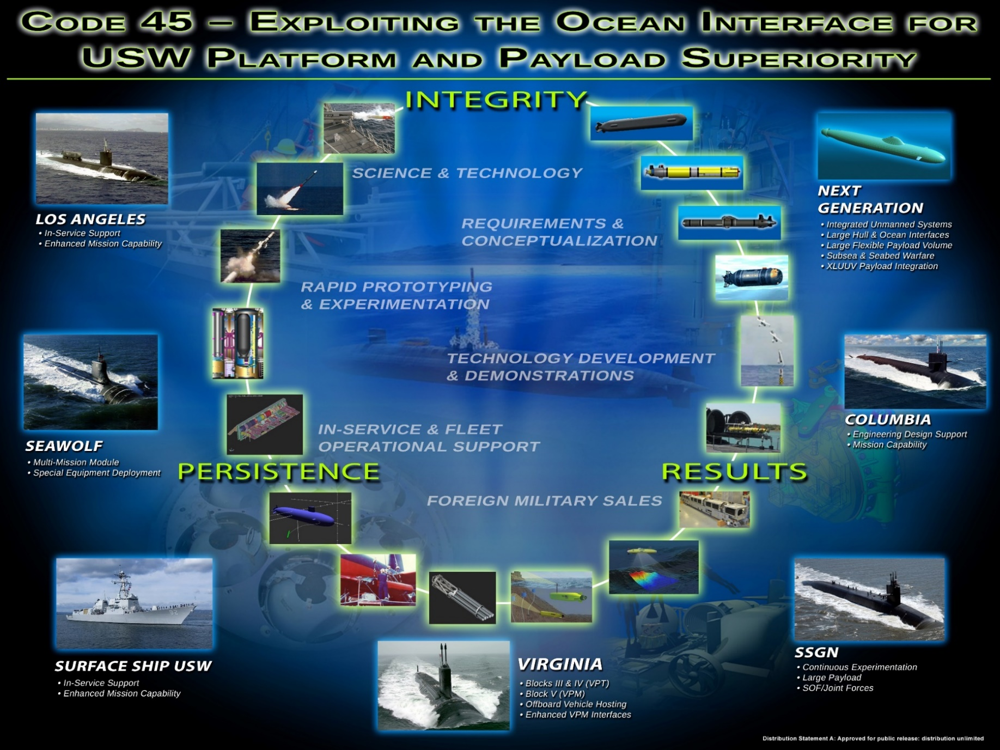 CODE 45 – EXPLOITING THE OCEAN INTERFACE FOR
USW PLATFORM AND PAYLOAD SUPERIORITY
INTEGRITY
SCIENCE & TECHNOLOGY
REQUIREMENTS &
CONCEPTUALIZATION
RAPID PROTOTYPING
& EXPERIMENTATION
TECHNOLOGY DEVELOPMENT
& DEMONSTRATIONS
IN-SERVICE & FLEET
OPERATIONAL SUPPORT
PERSISTENCE
RESULTS
FOREIGN MILITARY SALES
LOS ANGELES
• In-Service Support
• Enhanced Mission Capability
NEXT
GENERATION
• Integrated Unmanned Systems
• Large Hull & Ocean Interfaces
• Large Flexible Payload Volume
• Subsea & Seabed Warfare
• XLUUV Payload Integration
SEAWOLF
• Multi-Mission Module
• Special Equipment Deployment
COLUMBIA
• Engineering Design Support
• Mission Capability
SURFACE SHIP USW
• In-Service Support
• Enhanced Mission Capability
92
VIRGINIA
• Blocks III & IV (VPT)
• Block V (VPM)
• Offboard Vehicle Hosting
• Enhanced VPM Interfaces
SSGN
• Continuous Experimentation
• Large Payload
• SOF/Joint Forces
Distribution Statement A: Approved for public release: distribution unlimited